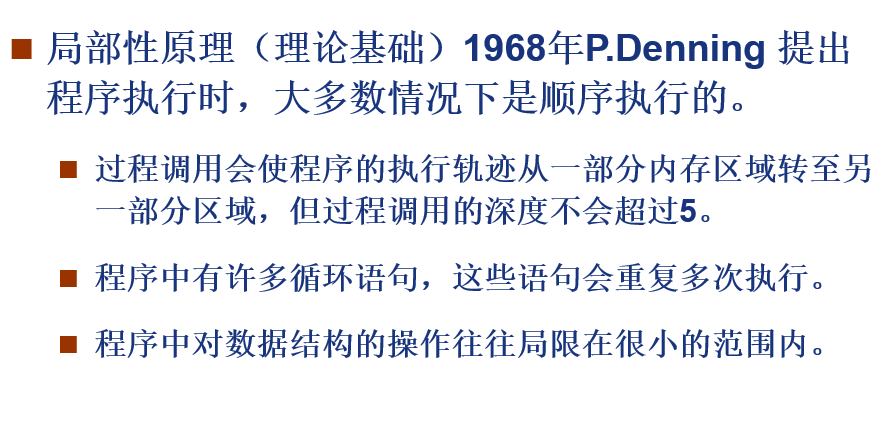 局部性原理（理论基础）1968年P.Denning 提出
程序执行时，大多数情况下是顺序执行的。
过程调用会使程序的执行轨迹从一部分内存区域转至另
一部分区域，但过程调用的深度不会超过5。
程序中有许多循环语句，这些语句会重复多次执行。
程序中对数据结构的操作往往局限在很小的范围内。